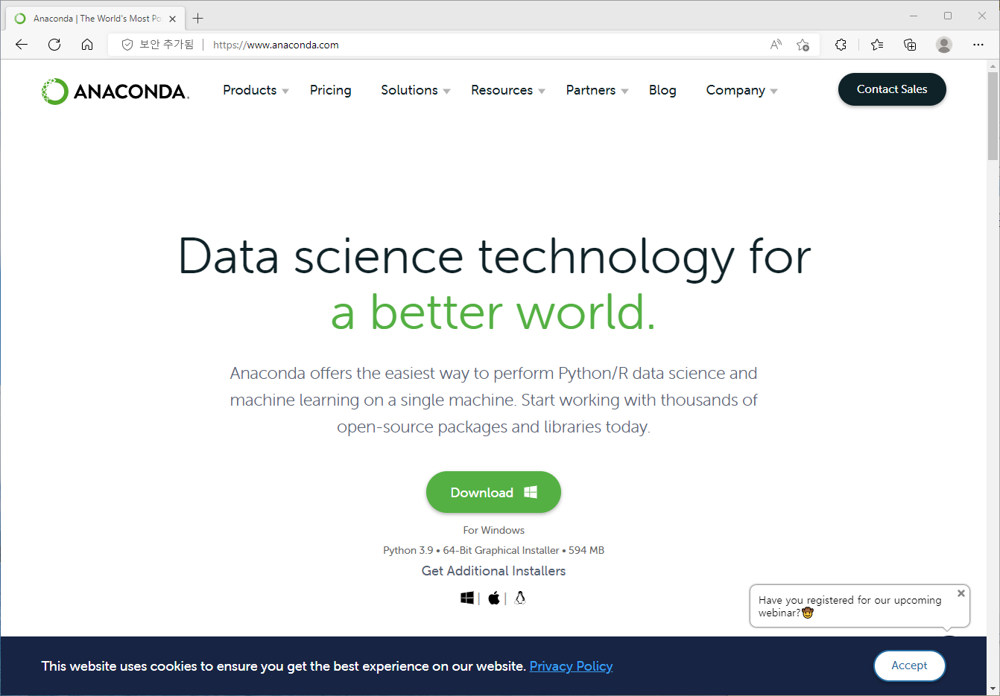 Anaconda | The World's Most Po
보안 추가됨
https://www.anaconda.com
ANACONDA.
Products
Pricing
Solutions
Resources
Partners
Blog
Company
Contact Sales
Data science technology for
a better world.
Anaconda offers the easiest way to perform Python/R data science and
machine learning on a single machine. Start working with thousands of
open-source packages and libraries today.
Download
For Windows
Python 3.9 • 64-Bit Graphical Installer • 594 MB
Get Additional Installers
Have you registered for our upcoming
webinar?🤠
This website uses cookies to ensure you get the best experience on our website. Privacy Policy
Accept